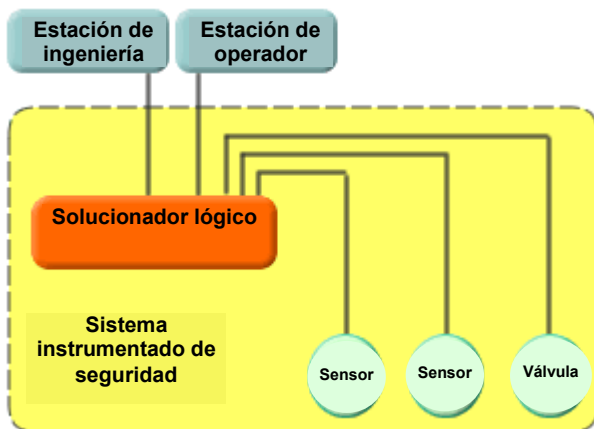 Estación de
ingeniería
Estación de
operador
Solucionador lógico
Sistema
instrumentado de
seguridad
Sensor
Sensor
Válvula